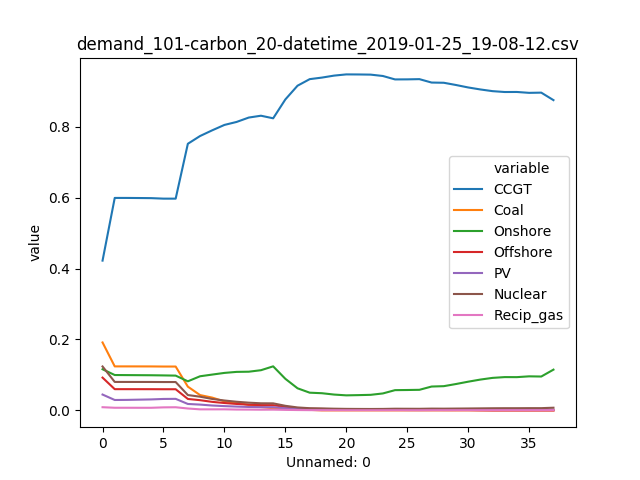 demand_101-carbon_20-datetime_2019-01-25_19-08-12.csv
value
0.8
0.6
0.4
0.2
0.0
variable
CCGT
Coal
Onshore
Offshore
PV
Nuclear
Recip_gas
0 5 10 15 20 25 30 35
Unnamed: 0